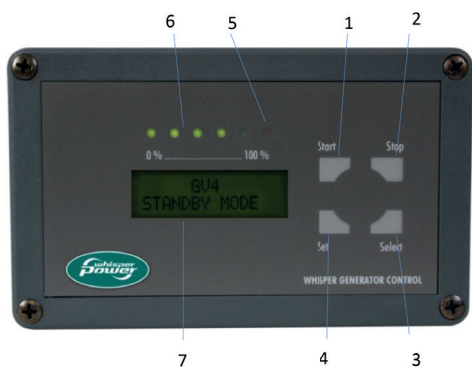 6
5
1
2
Start
Stop
0 % ........................ 100 %
GV4
STANDBY MODE
Set
Select
whisper
Power
WHISPER GENERATOR CONTROL
7
4
3